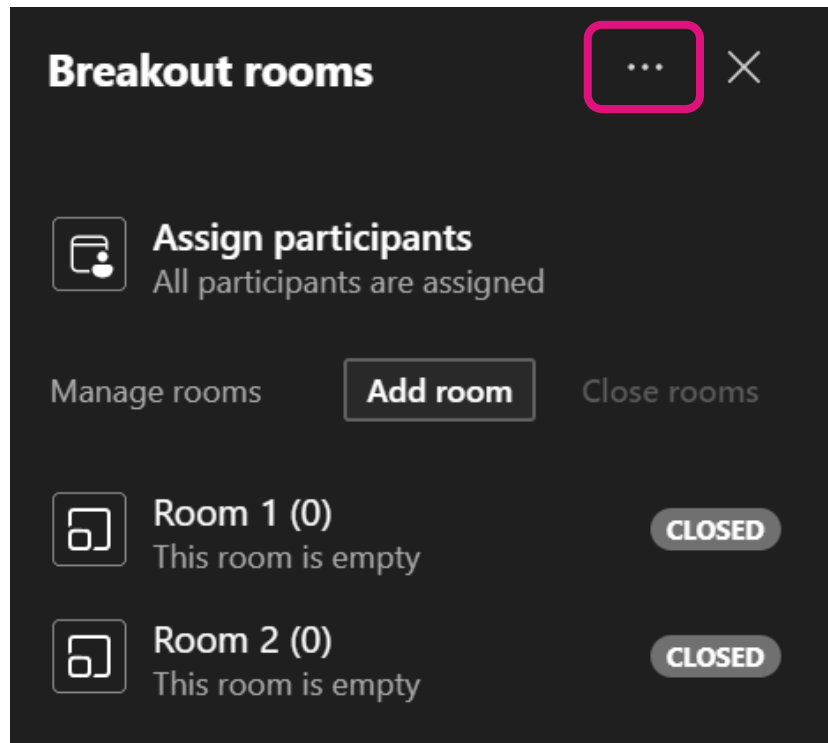 Breakout rooms
Assign participants
All participants are assigned
Manage rooms Add room Close rooms
Room 1 (0)
This room is empty
CLOSED
Room 2 (0)
This room is empty
CLOSED